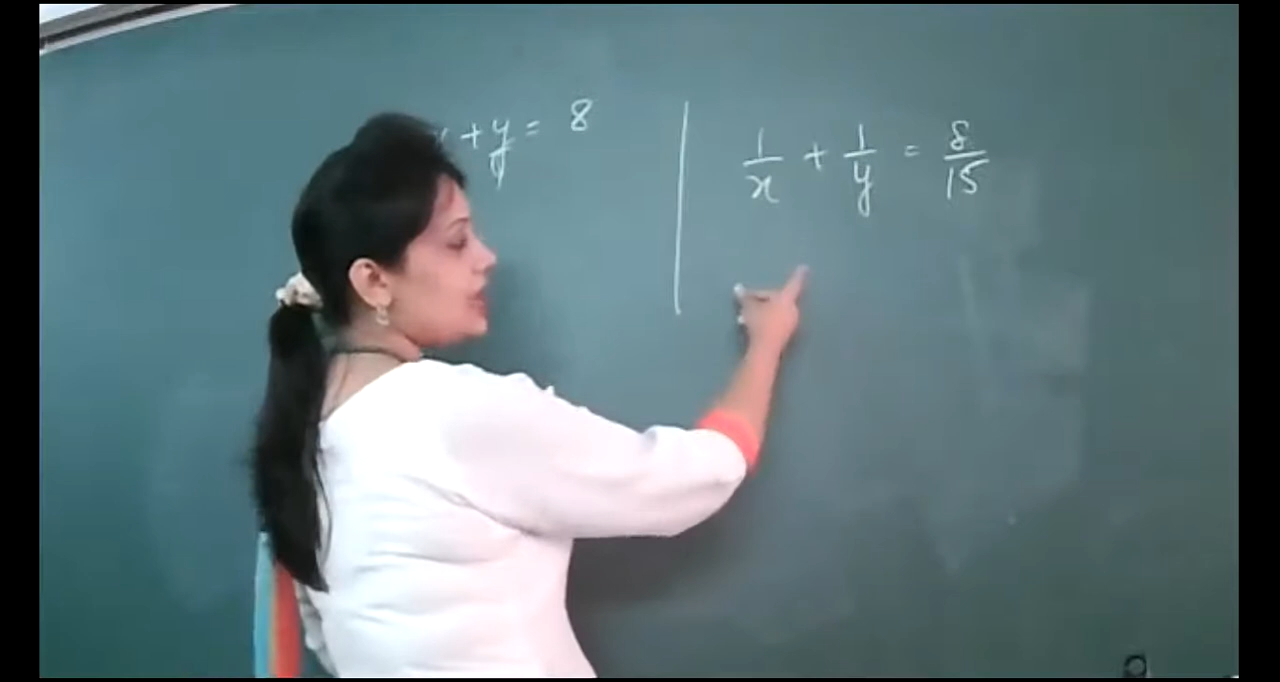 x + y = 8
1/x + 1/y = 8/15